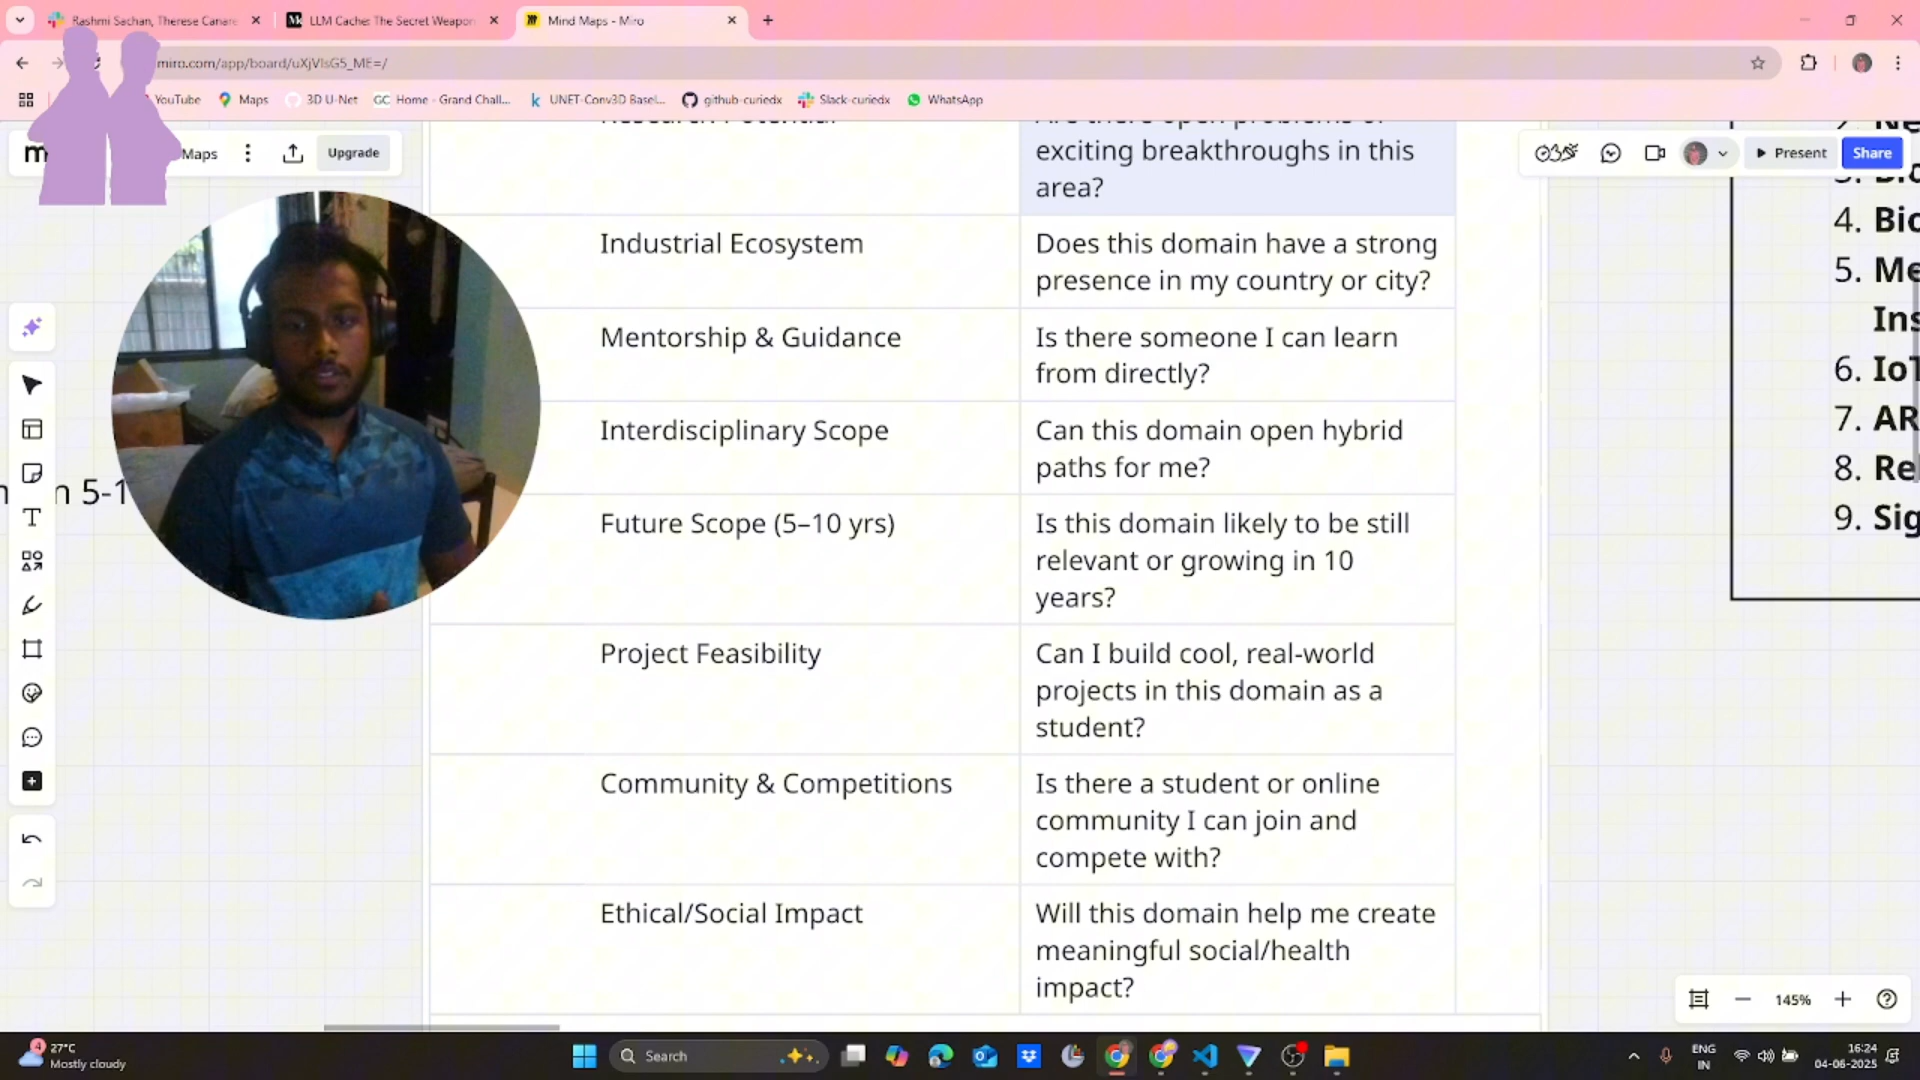 Rashmi Sachan, Therese Canare
LLM Cache: The Secret Weapon
Mind Maps - Miro
miro.com/app/board/uXjVIsG5_ME=/
YouTube
Maps
3D U-Net
GC Home - Grand Chall...
k UNET-Conv3D Basel...
github-curiedx
Slack-curiedx
WhatsApp
m
Maps
Upgrade
Present
Share
exciting breakthroughs in this
area?
Industrial Ecosystem
Does this domain have a strong
presence in my country or city?
Mentorship & Guidance
Is there someone I can learn
from directly?
Interdisciplinary Scope
Can this domain open hybrid
paths for me?
n 5-1
Future Scope (5–10 yrs)
Is this domain likely to be still
relevant or growing in 10
years?
Project Feasibility
Can I build cool, real-world
projects in this domain as a
student?
Community & Competitions
Is there a student or online
community I can join and
compete with?
Ethical/Social Impact
Will this domain help me create
meaningful social/health
impact?
4. Bio
5. Me
Ins
6. IoT
7. AR
8. Re
9. Sig
145%
4
27°C
Mostly cloudy
Search
ENG
IN
16:24
04-06-2025